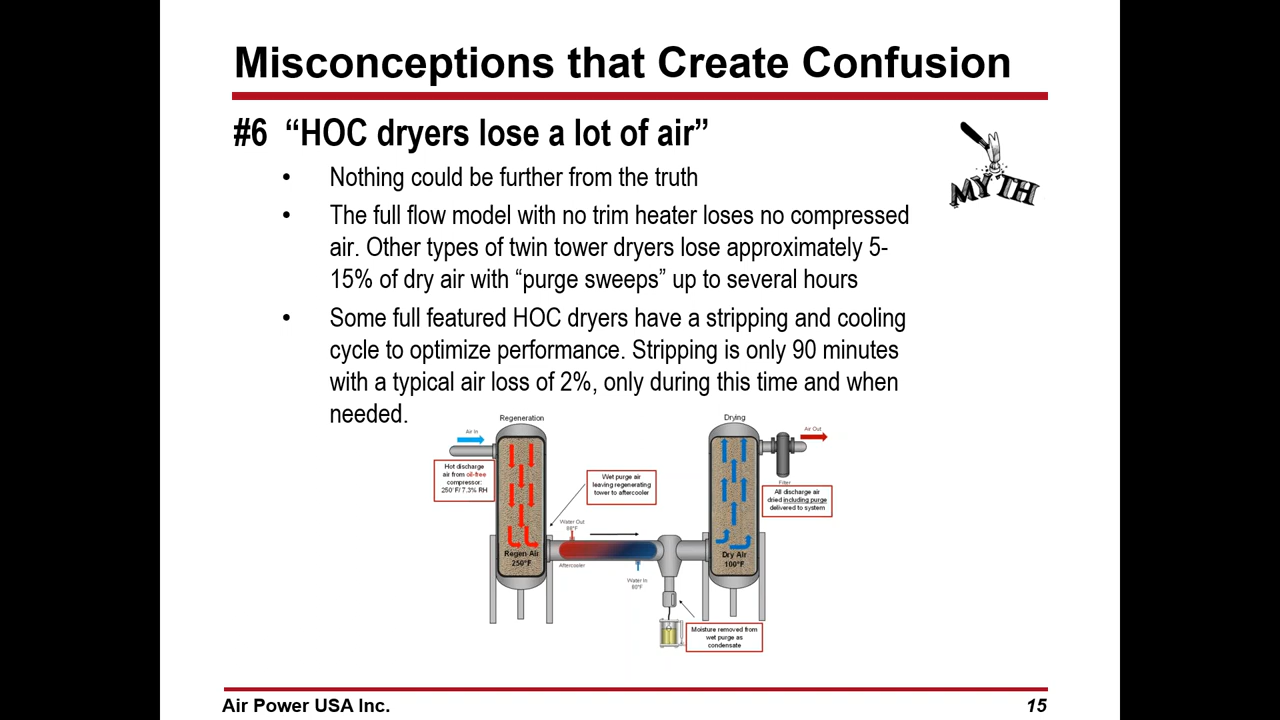 Misconceptions that Create Confusion
#6 “HOC dryers lose a lot of air”
MYTH
• Nothing could be further from the truth
• The full flow model with no trim heater loses no compressed
air. Other types of twin tower dryers lose approximately 5-
15% of dry air with “purge sweeps” up to several hours
• Some full featured HOC dryers have a stripping and cooling
cycle to optimize performance. Stripping is only 90 minutes
with a typical air loss of 2%, only during this time and when
needed.
Regeneration
Drying
Air In
Air Out
Hot discharge
air from oil-free
compressor:
250°F/ 7.3% RH
Wet purge air
leaving regenerating
tower to aftercooler
Filter
All discharge air
dried including purge
delivered to system
Water Out
88°F
Regen Air
250°F
Dry Air
100°F
Aftercooler
Water In
80°F
Moisture removed from
wet purge as
condensate
Air Power USA Inc.
15